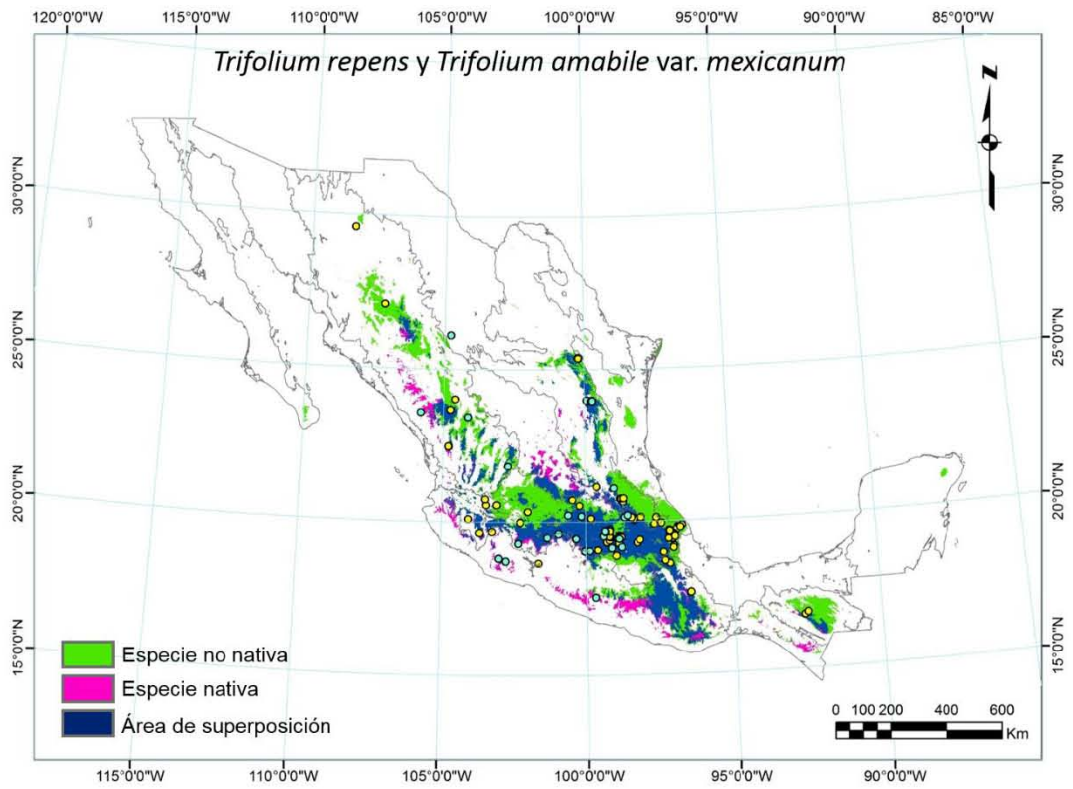 120°0'0"W 115°0'0"W 110°0'0"W 105°0'0"W 100°0'0"W 95°0'0"W 90°0'0"W 85°0'0"W
Trifolium repens y Trifolium amabile var. mexicanum
N
30°0'0"N 30°0'0"N
25°0'0"N 25°0'0"N
20°0'0"N 20°0'0"N
15°0'0"N 15°0'0"N
Especie no nativa
Especie nativa
Área de superposición
0 100 200 400 600
Km
115°0'0"W 110°0'0"W 105°0'0"W 100°0'0"W 95°0'0"W 90°0'0"W